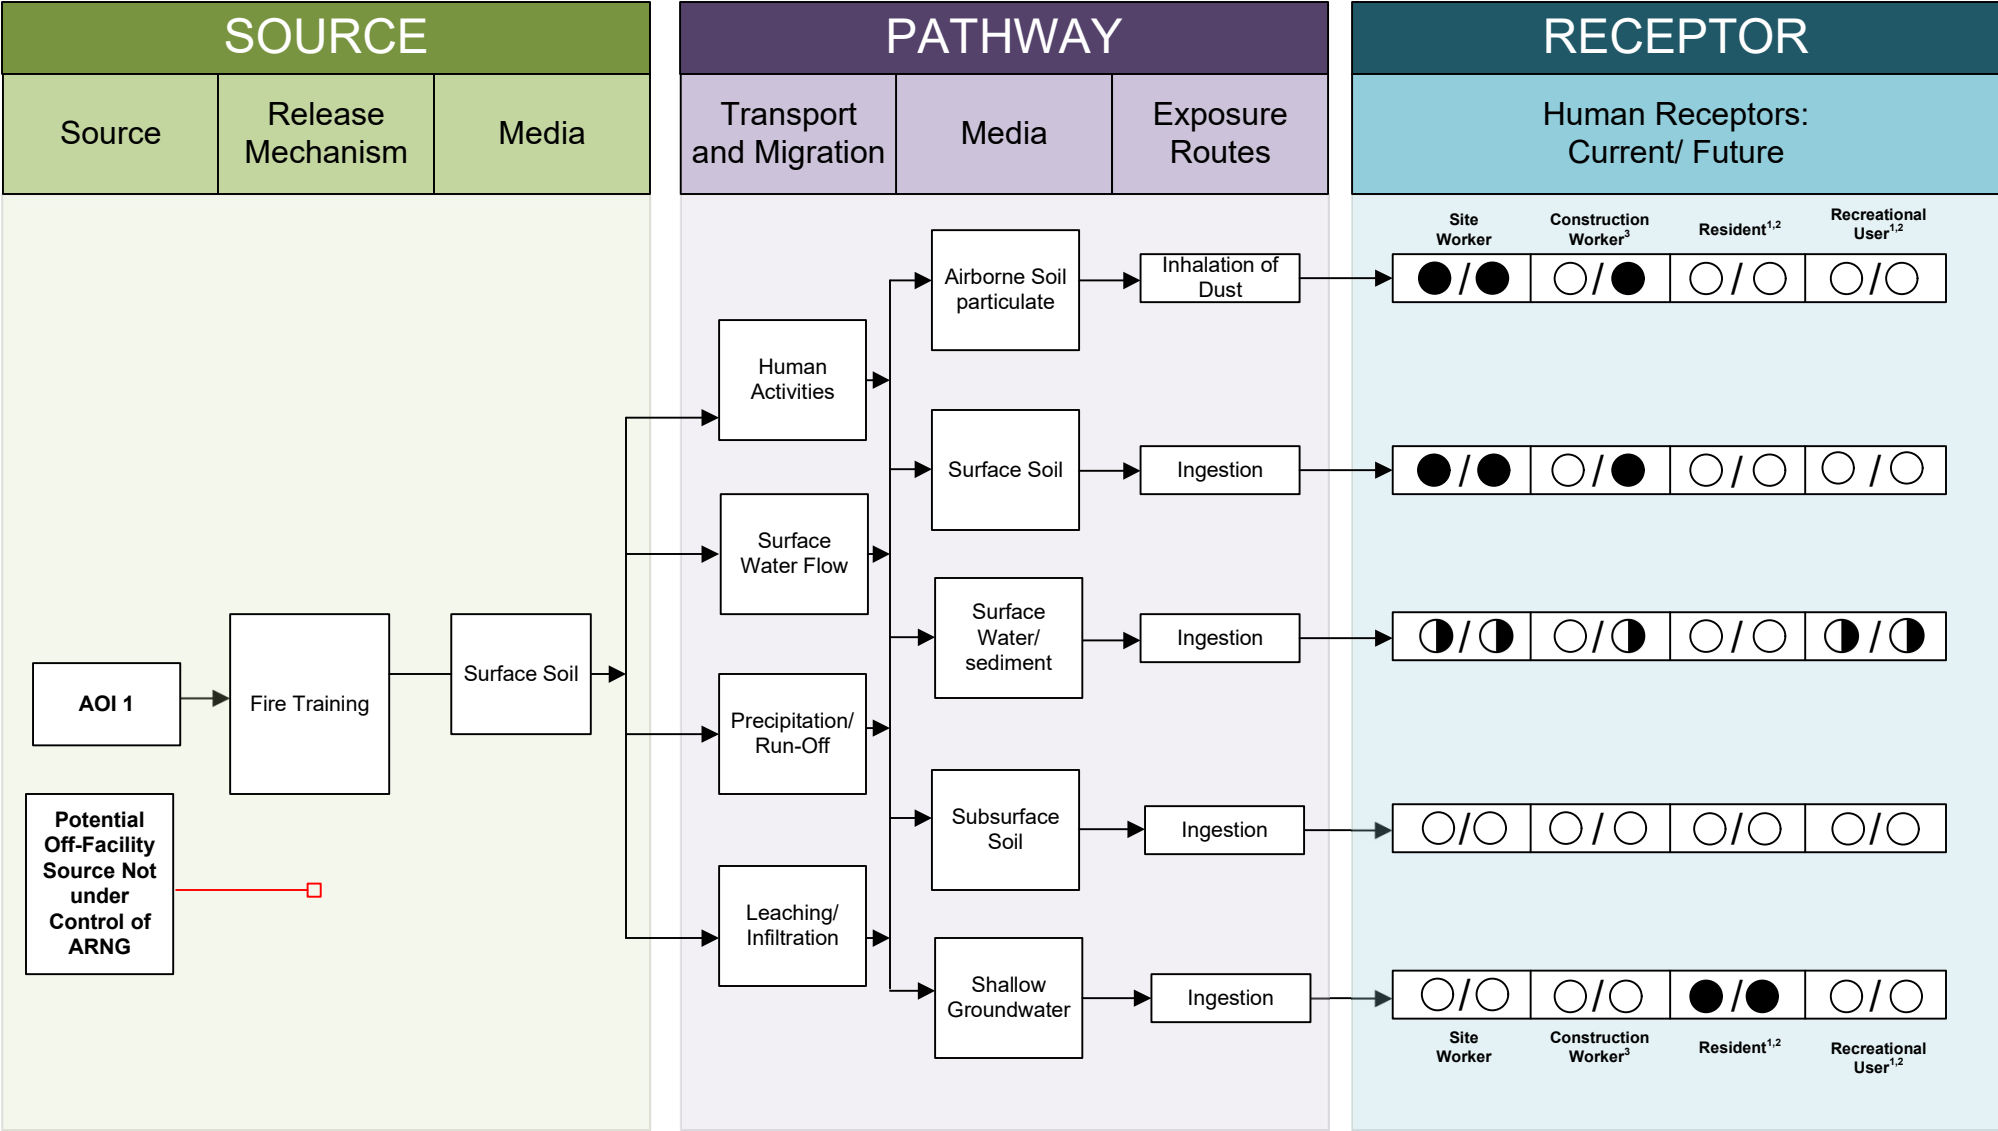 SOURCE
PATHWAY
RECEPTOR
Source
Release
Mechanism
Media
Transport
and Migration
Media
Exposure
Routes
Human Receptors:
Current/ Future
Site
Worker
Construction
Worker3
Resident1,2
Recreational
User1,2
Airborne Soil
particulate
Inhalation of
Dust
/ / / /
Human
Activities
Surface Soil
Ingestion
/ / / /
Surface
Water Flow
Surface
Water/
sediment
Ingestion
/ / / /
AOI 1
Fire Training
Surface Soil
Precipitation/
Run-Off
Subsurface
Soil
Ingestion
/ / / /
Potential
Off-Facility
Source Not
under
Control of
ARNG
Leaching/
Infiltration
Shallow
Groundwater
Ingestion
/ / / /
Site
Worker
Construction
Worker3
Resident1,2
Recreational
User1,2